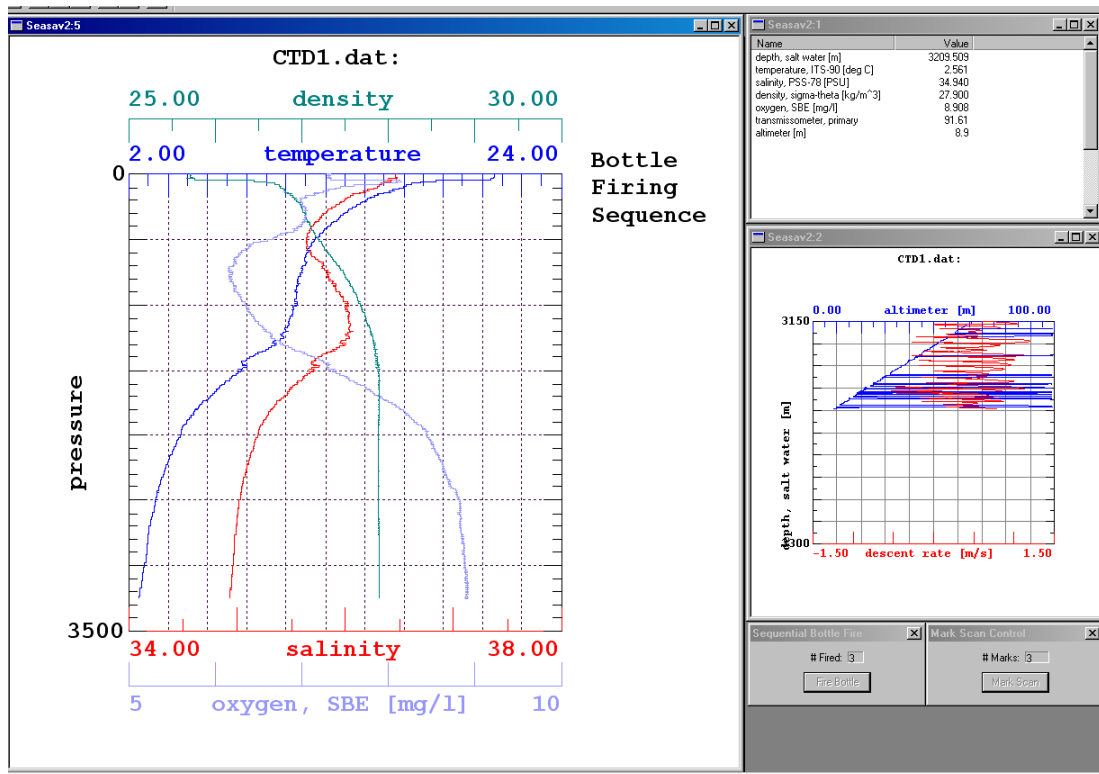 Seasav2:5
CTD1.dat:
25.00 density 30.00
2.00 temperature 24.00
0
Bottle
Firing
Sequence
pressure
3500
34.00 salinity 38.00
5 oxygen, SBE [mg/l] 10
Seasav2:1
Name Value
depth, salt water [m] 3209.509
temperature, ITS-90 [deg C] 2.561
salinity, PSS-78 [PSU] 34.940
density, sigma-theta [kg/m^3] 27.900
oxygen, SBE [mg/l] 8.908
transmissometer, primary 91.61
altimeter [m] 8.9
Seasav2:2
CTD1.dat:
0.00 altimeter [m] 100.00
3150
depth, salt water [m]
-1.50 descent rate [m/s] 1.50
Sequential Bottle Fire
# Fired: 3
Fire Bottle
Mark Scan Control
# Marks: 3
Mark Scan